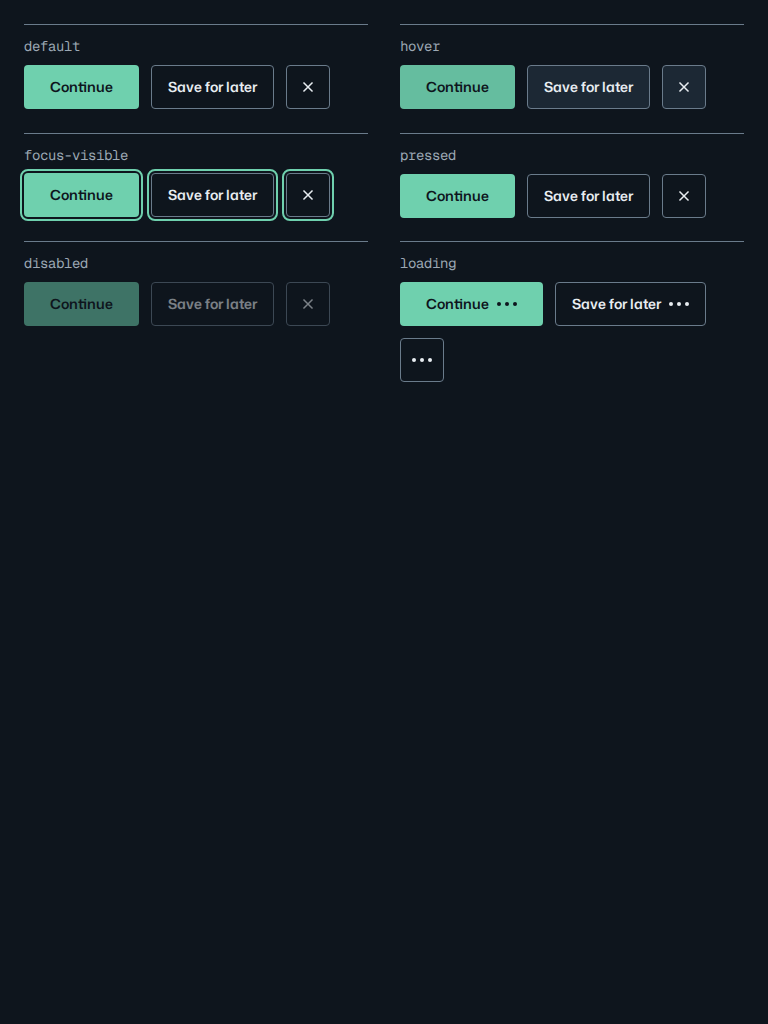 default
Continue Save for later ×
hover
Continue Save for later ×
focus-visible
Continue Save for later ×
pressed
Continue Save for later ×
disabled
Continue Save for later ×
loading
Continue ••• Save for later •••
•••